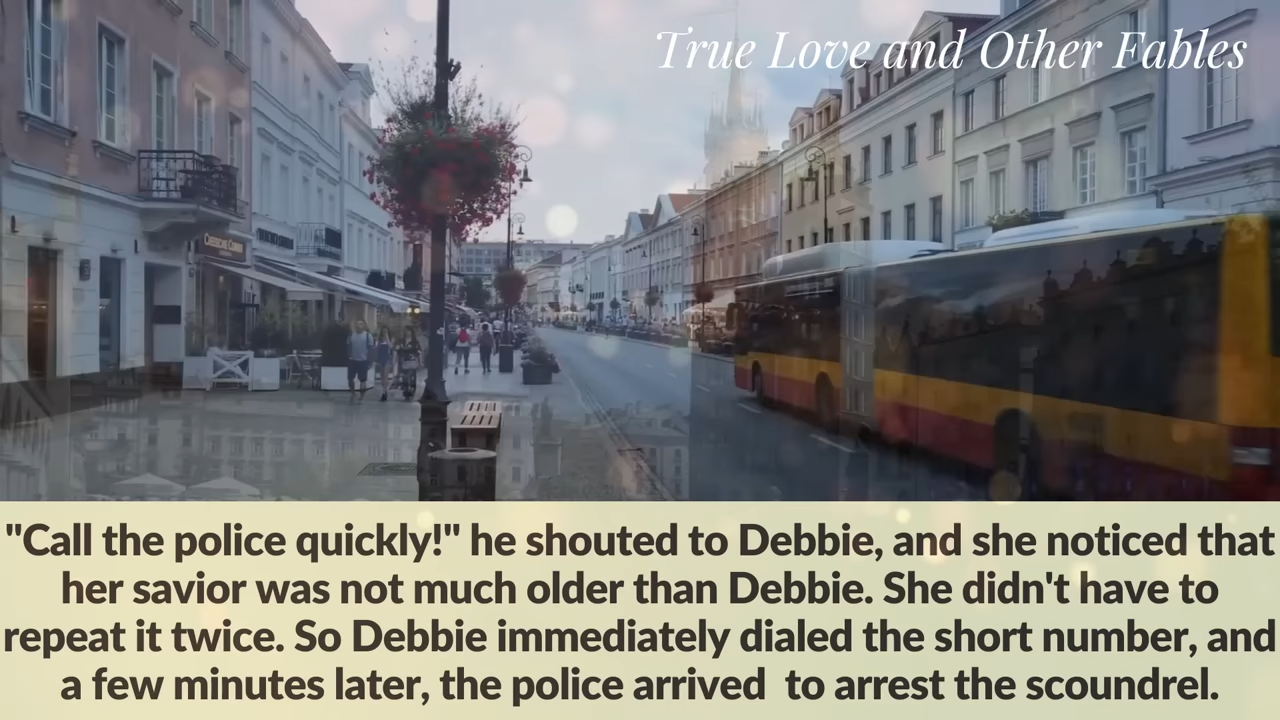 True Love and Other Fables
"Call the police quickly!" he shouted to Debbie, and she noticed that
her savior was not much older than Debbie. She didn't have to
repeat it twice. So Debbie immediately dialed the short number, and
a few minutes later, the police arrived  to arrest the scoundrel.